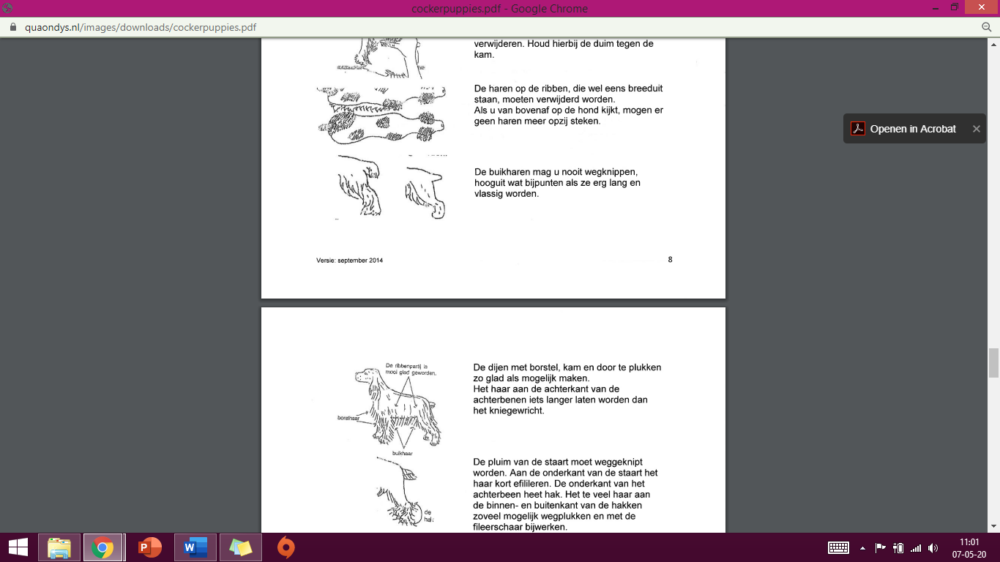 cockerpuppies.pdf - Google Chrome
quaondys.nl/images/downloads/cockerpuppies.pdf
verwijderen. Houd hierbij de duim tegen de
kam.
De haren op de ribben, die wel eens breeduit
staan, moeten verwijderd worden.
Als u van bovenaf op de hond kijkt, mogen er
geen haren meer opzij steken.
Openen in Acrobat
De buikharen mag u nooit wegknippen,
hooguit wat bijpunten als ze erg lang en
vlassig worden.
Versie: september 2014
8
De ribbenpartij is
mooi glad geworden.
borsthaar
buikhaar
De dijen met borstel, kam en door te plukken
zo glad als mogelijk maken.
Het haar aan de achterkant van de
achterbenen iets langer laten worden dan
het kniegewricht.
De pluim van de staart moet weggeknipt
worden. Aan de onderkant van de staart het
haar kort efilileren. De onderkant van het
achterbeen heet hak. Het te veel haar aan
de binnen- en buitenkant van de hakken
zoveel mogelijk wegplukken en met de
fileerschaar bijwerken.
de
hak
11:01
07-05-20